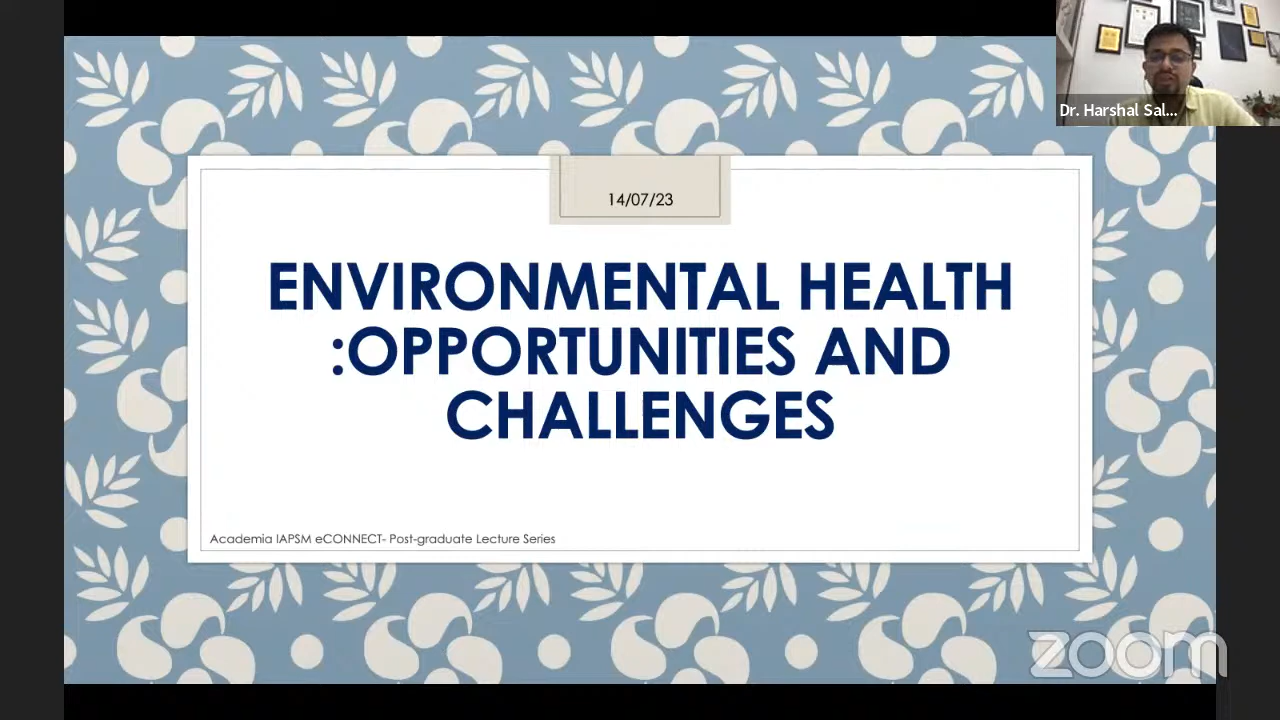 Dr. Harshal Sal...
14/07/23
ENVIRONMENTAL HEALTH
:OPPORTUNITIES AND
CHALLENGES
Academia IAPSM eCONNECT- Post-graduate Lecture Series
zoom